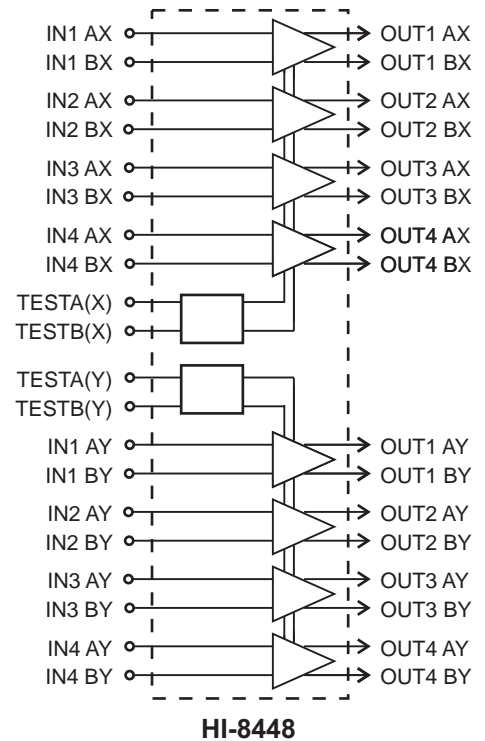 IN1 AX OUT1 AX
IN1 BX OUT1 BX
IN2 AX OUT2 AX
IN2 BX OUT2 BX
IN3 AX OUT3 AX
IN3 BX OUT3 BX
IN4 AX OUT4 AX
IN4 BX OUT4 BX
TESTA(X)
TESTB(X)
TESTA(Y)
TESTB(Y)
IN1 AY OUT1 AY
IN1 BY OUT1 BY
IN2 AY OUT2 AY
IN2 BY OUT2 BY
IN3 AY OUT3 AY
IN3 BY OUT3 BY
IN4 AY OUT4 AY
IN4 BY OUT4 BY
HI-8448